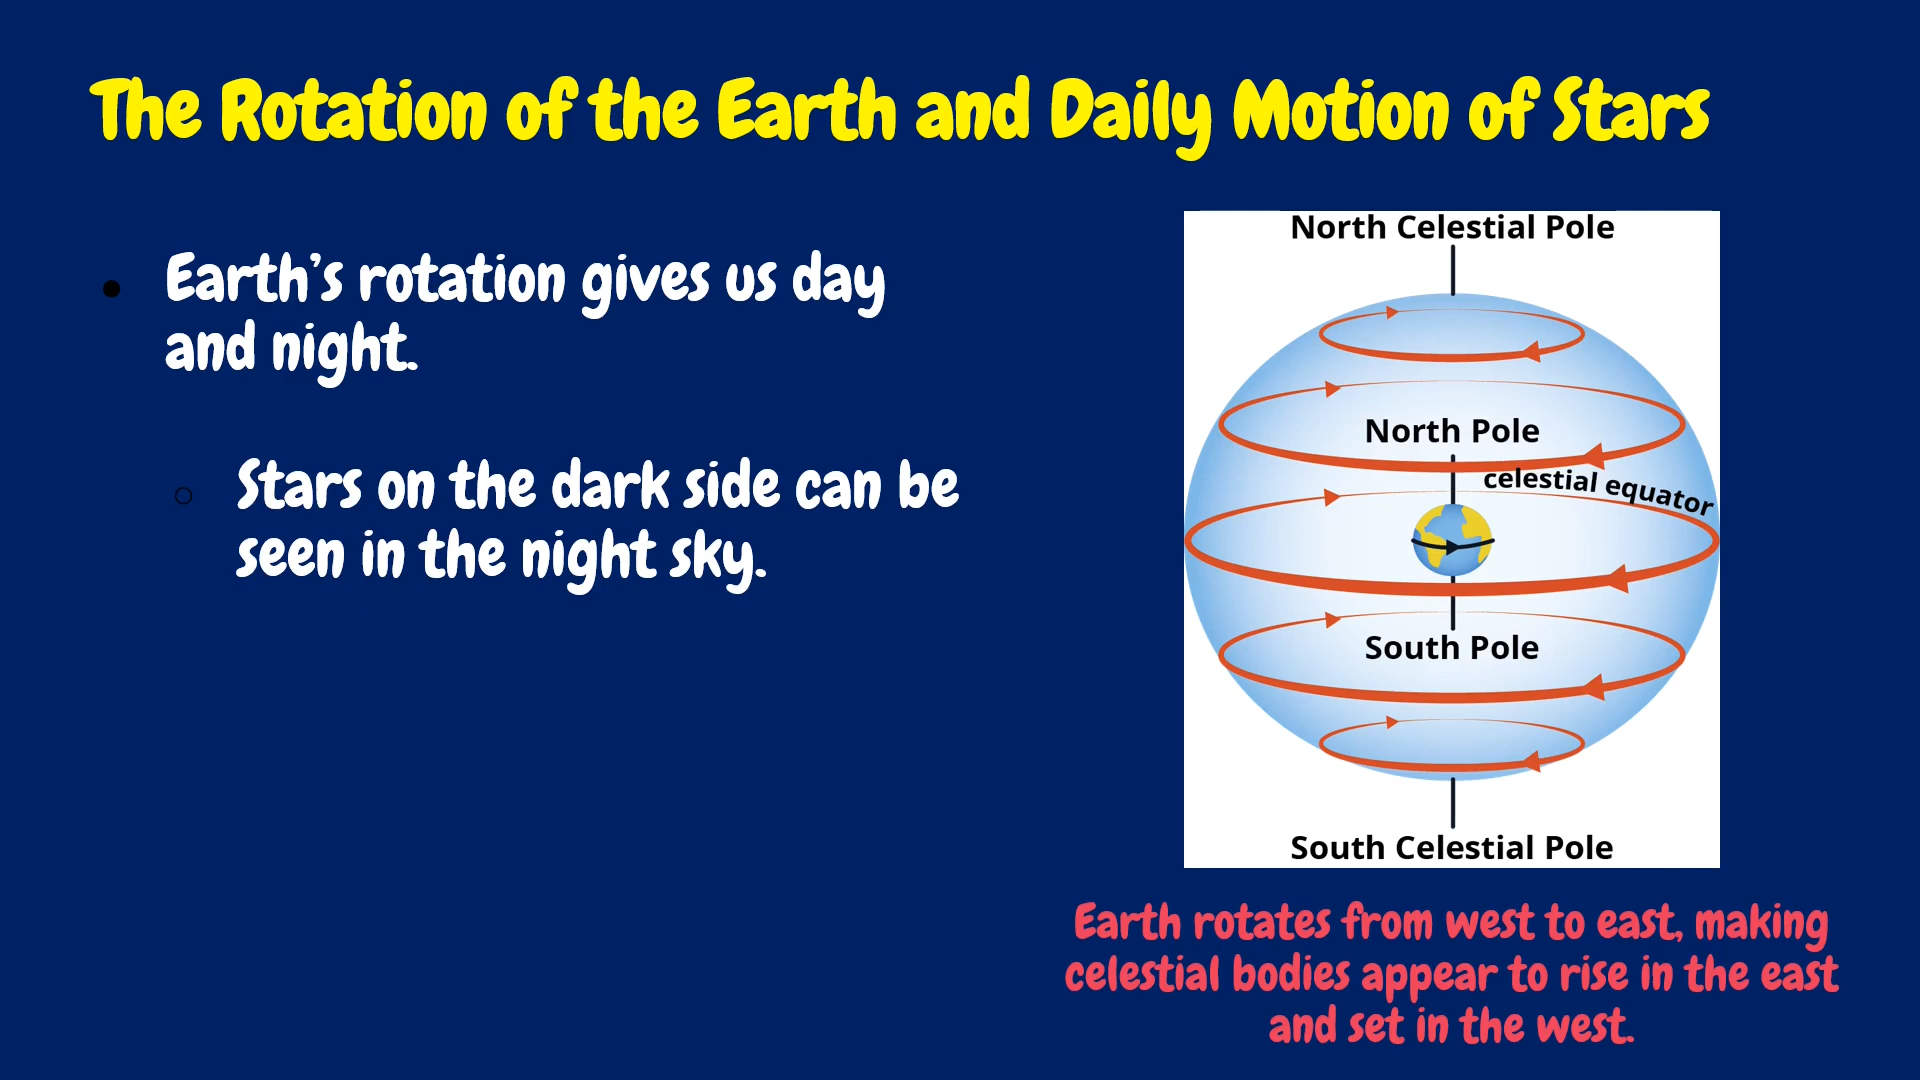 The Rotation of the Earth and Daily Motion of Stars
Earth’s rotation gives us day
and night.
Stars on the dark side can be
seen in the night sky.
North Celestial Pole
North Pole
celestial equator
South Pole
South Celestial Pole
Earth rotates from west to east, making
celestial bodies appear to rise in the east
and set in the west.